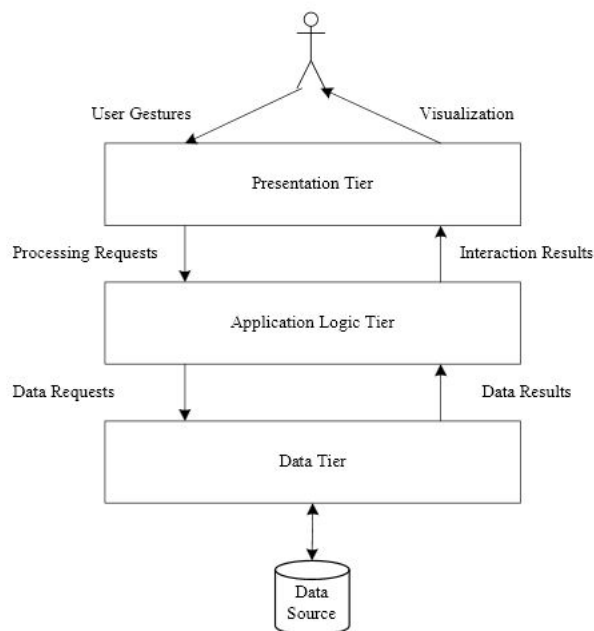 User Gestures
Visualization
Presentation Tier
Processing Requests
Interaction Results
Application Logic Tier
Data Requests
Data Results
Data Tier
Data
Source